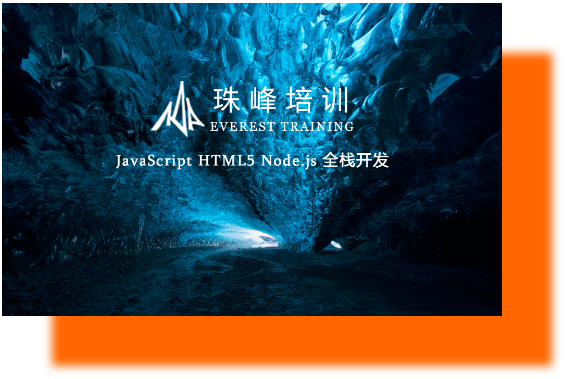 珠峰培训
EVEREST TRAINING
JavaScript HTML5 Node.js 全栈开发